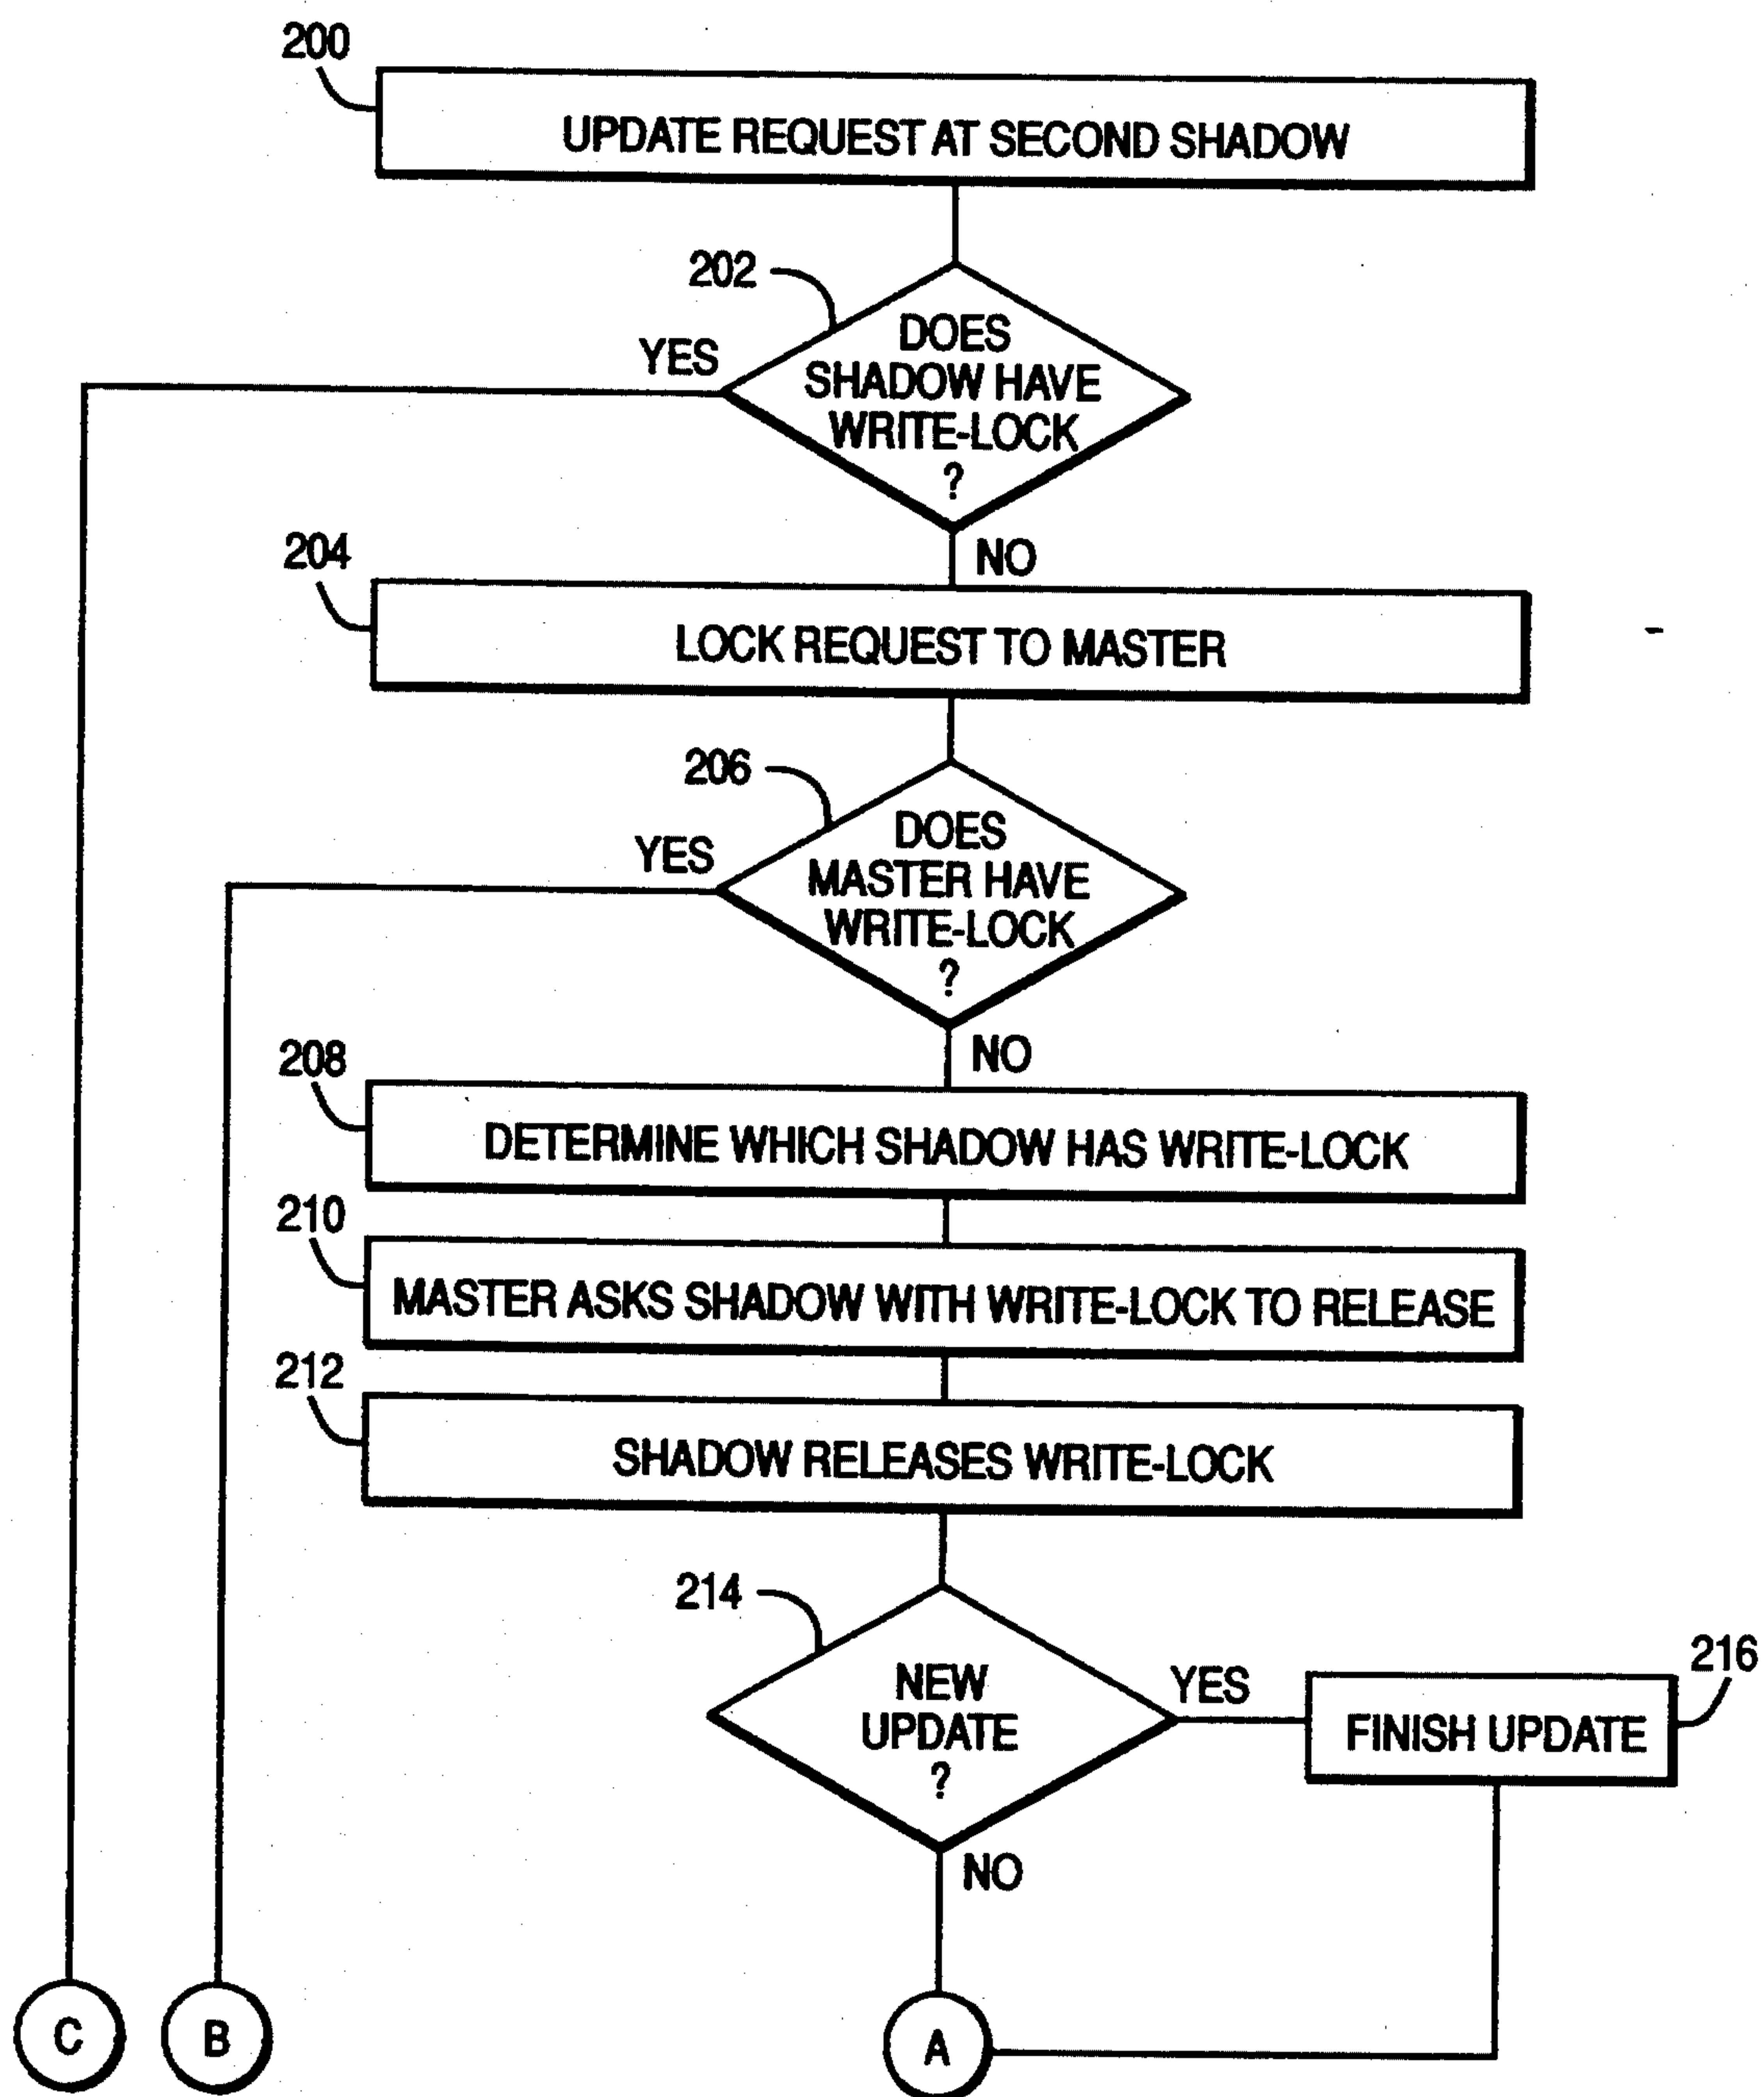 200
UPDATE REQUEST AT SECOND SHADOW
202
YES
DOES
SHADOW HAVE
WRITE-LOCK
?
NO
204
LOCK REQUEST TO MASTER
206
YES
DOES
MASTER HAVE
WRITE-LOCK
?
NO
208
DETERMINE WHICH SHADOW HAS WRITE-LOCK
210
MASTER ASKS SHADOW WITH WRITE-LOCK TO RELEASE
212
SHADOW RELEASES WRITE-LOCK
214
NEW
UPDATE
?
YES
216
FINISH UPDATE
NO
C
B
A